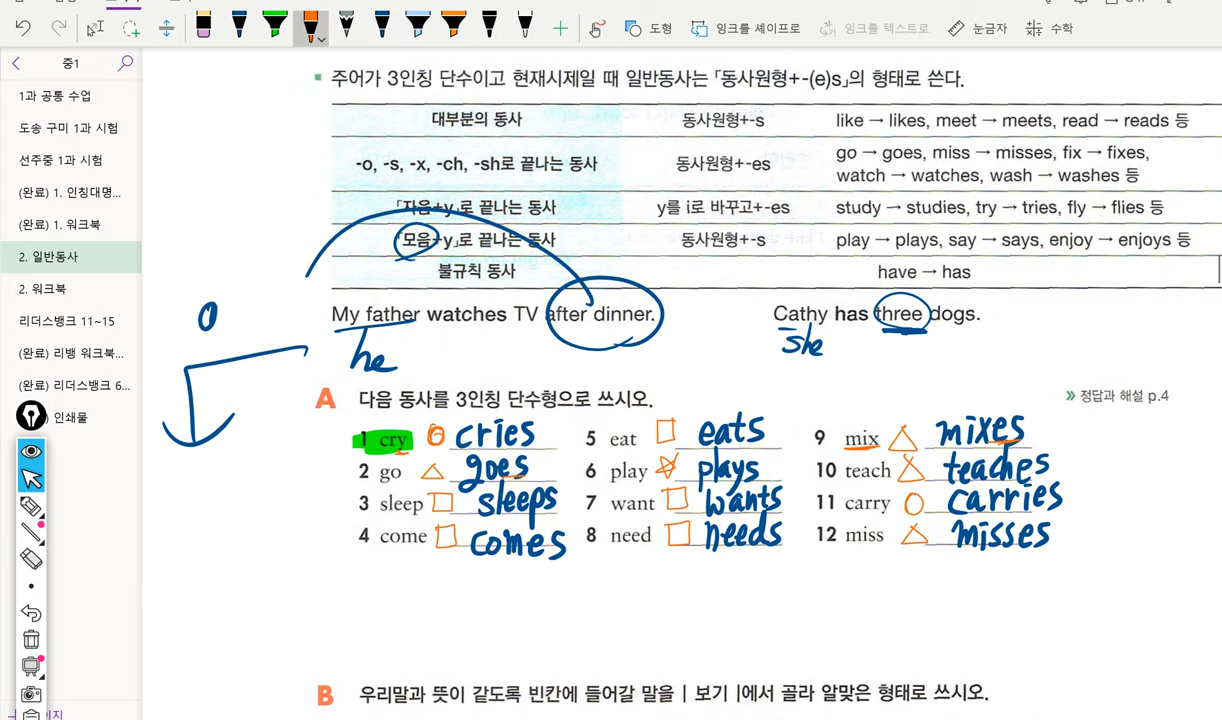 도형 잉크를 셰이프로 잉크를 텍스트로 눈금자 수학
중1
1과 공통 수업
도송 구미 1과 시험
선주중 1과 시험
(완료) 1. 인칭대명...
(완료) 1. 워크북
2. 일반동사
2. 워크북
리더스뱅크 11~15
(완료) 리뱅 워크북...
(완료) 리더스뱅크 6...
인쇄물
주어가 3인칭 단수이고 현재시제일 때 일반동사는 「동사원형+-(e)s」의 형태로 쓴다.
대부분의 동사 동사원형+-s like → likes, meet → meets, read → reads 등
-o, -s, -x, -ch, -sh로 끝나는 동사 동사원형+-es go → goes, miss → misses, fix → fixes,
watch → watches, wash → washes 등
「자음+y」로 끝나는 동사 y를 i로 바꾸고+-es study → studies, try → tries, fly → flies 등
「모음+y」로 끝나는 동사 동사원형+-s play → plays, say → says, enjoy → enjoys 등
불규칙 동사 have → has
My father watches TV after dinner. Cathy has three dogs.
he she
A 다음 동사를 3인칭 단수형으로 쓰시오. 정답과 해설 p.4
1 cry cries 5 eat eats 9 mix mixes
2 go goes 6 play plays 10 teach teaches
3 sleep sleeps 7 want wants 11 carry carries
4 come comes 8 need needs 12 miss misses
B 우리말과 뜻이 같도록 빈칸에 들어갈 말을 | 보기 |에서 골라 알맞은 형태로 쓰시오.